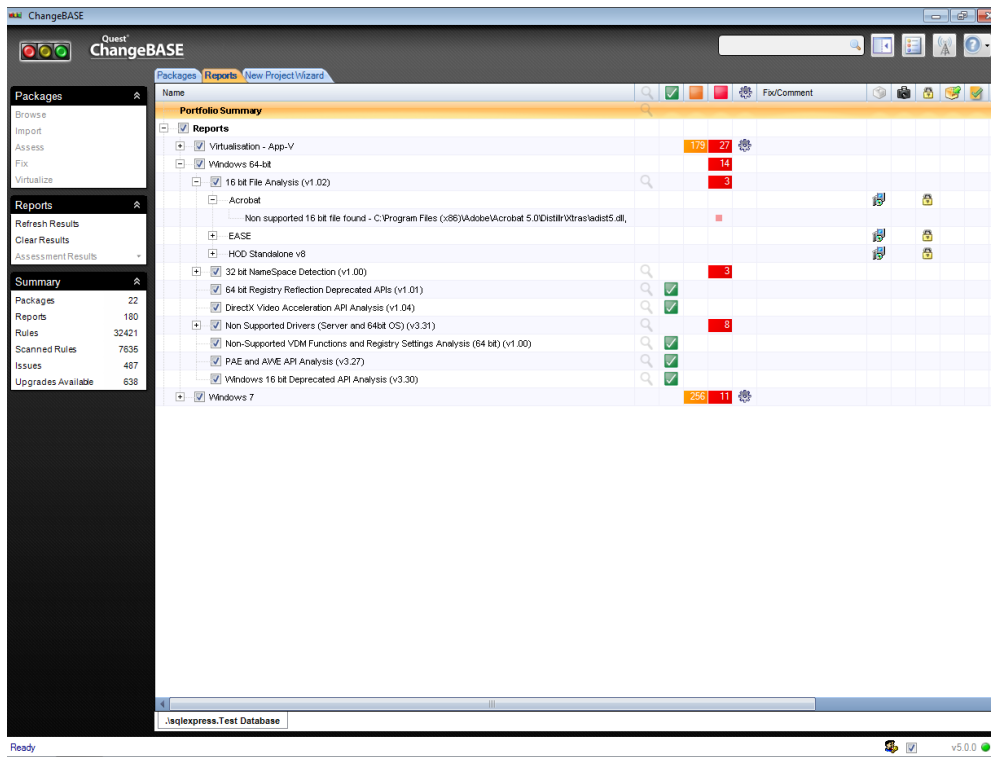 ChangeBASE
Quest
ChangeBASE
Packages Reports New Project Wizard
Packages
Browse
Import
Assess
Fix
Virtualize
Reports
Refresh Results
Clear Results
Assessment Results
Summary
Packages 22
Reports 180
Rules 32421
Scanned Rules 7635
Issues 487
Upgrades Available 638
Name Fix/Comment
Portfolio Summary
Reports
Virtualisation - App-V 179 27
Windows 64-bit 14
16 bit File Analysis (v1.02) 3
Acrobat
Non supported 16 bit file found - C:\Program Files (x86)\Adobe\Acrobat 5.0\Distillr\Xtras\adist5.dll,
EASE
HOD Standalone v8
32 bit NameSpace Detection (v1.00) 3
64 bit Registry Reflection Deprecated APIs (v1.01)
DirectX Video Acceleration API Analysis (v1.04)
Non Supported Drivers (Server and 64bit OS) (v3.31) 8
Non-Supported VDM Functions and Registry Settings Analysis (64 bit) (v1.00)
PAE and AWE API Analysis (v3.27)
Windows 16 bit Deprecated API Analysis (v3.30)
Windows 7 256 11
.\sqlexpress.Test Database
Ready v5.0.0